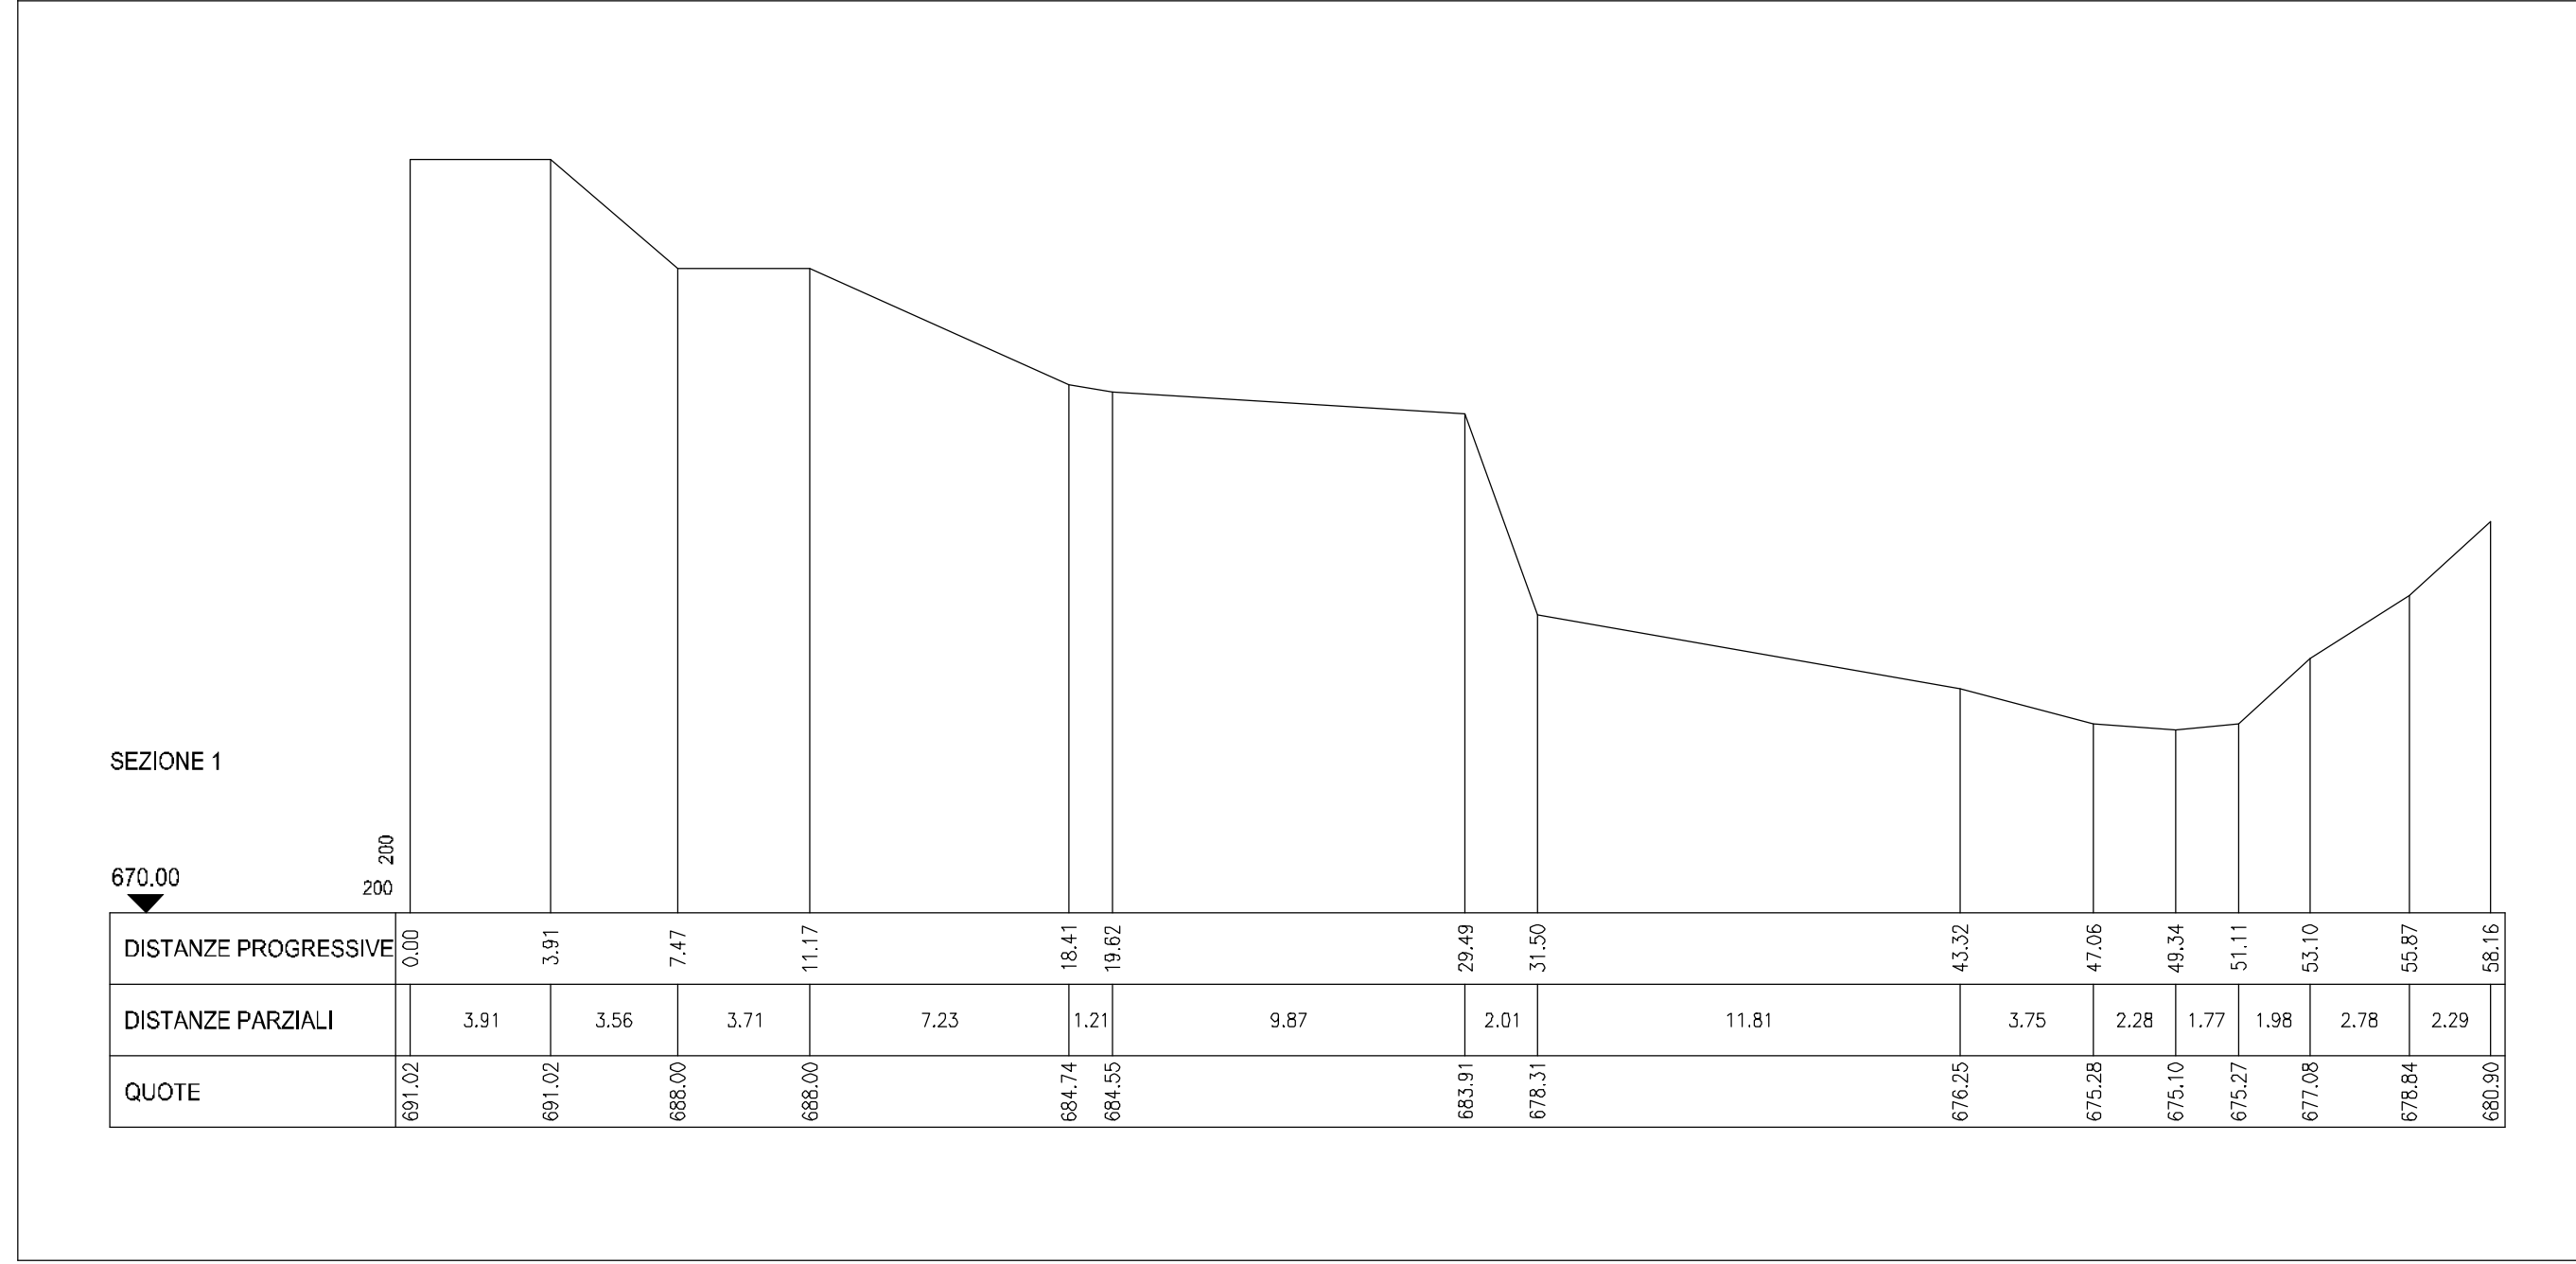 SEZIONE 1
200
670.00
200
DISTANZE PROGRESSIVE 0.00 3.91 7.47 11.17 18.41 19.62 29.49 31.50 43.32 47.06 49.34 51.11 53.10 55.87 58.16
DISTANZE PARZIALI 3.91 3.56 3.71 7.23 1.21 9.87 2.01 11.81 3.75 2.28 1.77 1.98 2.78 2.29
QUOTE 691.02 691.02 688.00 688.00 684.74 684.55 683.91 678.31 676.25 675.28 675.10 675.27 677.08 678.84 680.90